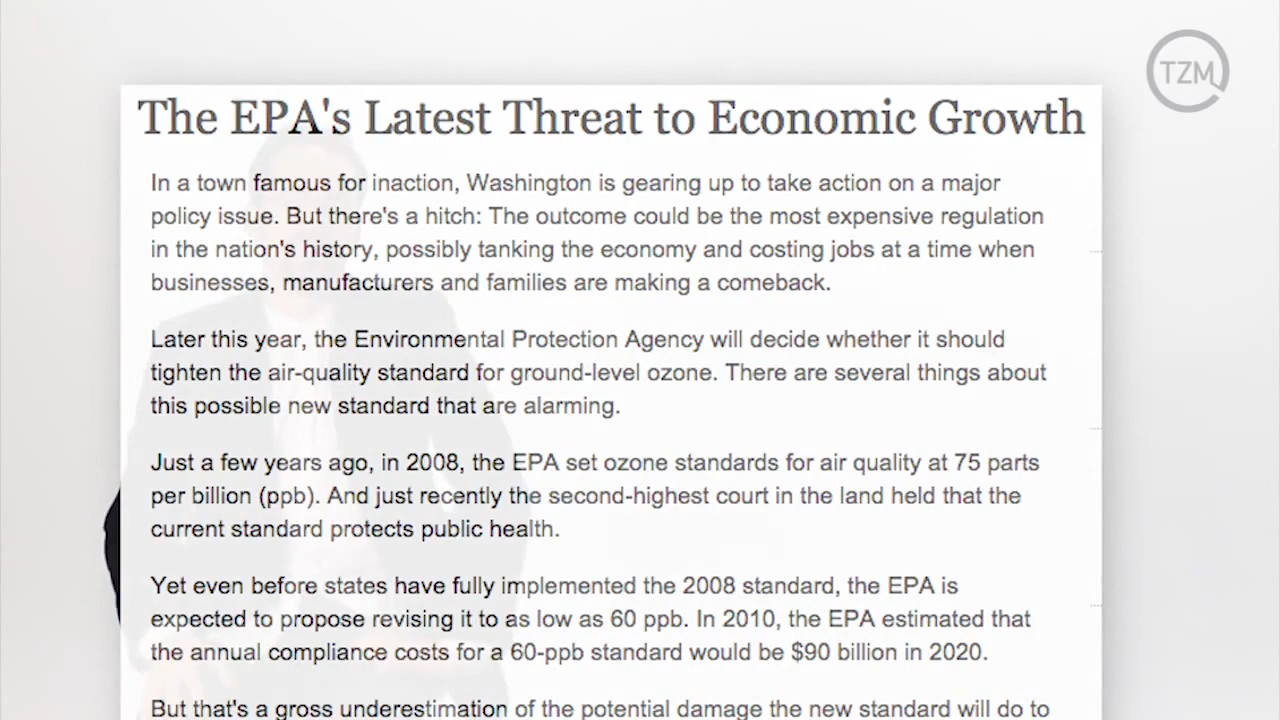 TZM
The EPA's Latest Threat to Economic Growth
In a town famous for inaction, Washington is gearing up to take action on a major
policy issue. But there's a hitch: The outcome could be the most expensive regulation
in the nation's history, possibly tanking the economy and costing jobs at a time when
businesses, manufacturers and families are making a comeback.
Later this year, the Environmental Protection Agency will decide whether it should
tighten the air-quality standard for ground-level ozone. There are several things about
this possible new standard that are alarming.
Just a few years ago, in 2008, the EPA set ozone standards for air quality at 75 parts
per billion (ppb). And just recently the second-highest court in the land held that the
current standard protects public health.
Yet even before states have fully implemented the 2008 standard, the EPA is
expected to propose revising it to as low as 60 ppb. In 2010, the EPA estimated that
the annual compliance costs for a 60-ppb standard would be $90 billion in 2020.
But that's a gross underestimation of the potential damage the new standard will do to